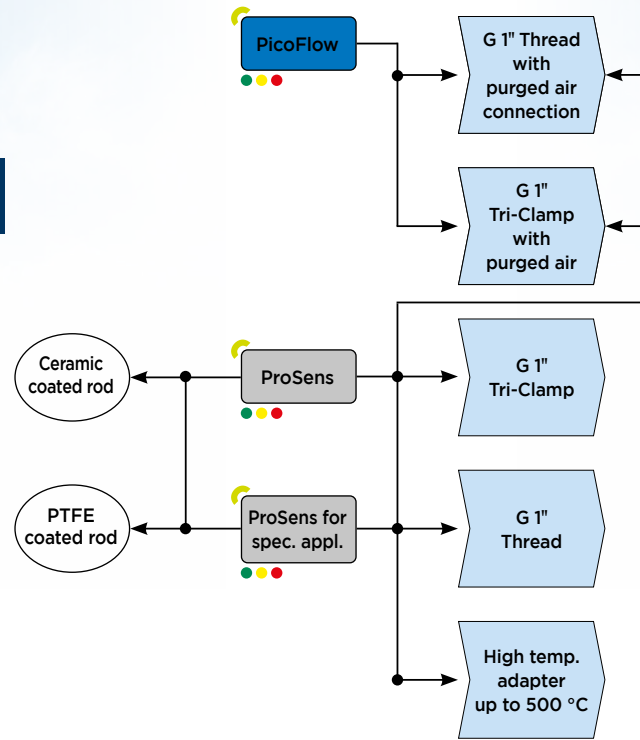 PicoFlow
G 1" Thread
with
purged air
connection
G 1"
Tri-Clamp
with
purged air
Ceramic
coated rod
ProSens
G 1"
Tri-Clamp
PTFE
coated rod
ProSens for
spec. appl.
G 1"
Thread
High temp.
adapter
up to 500 °C